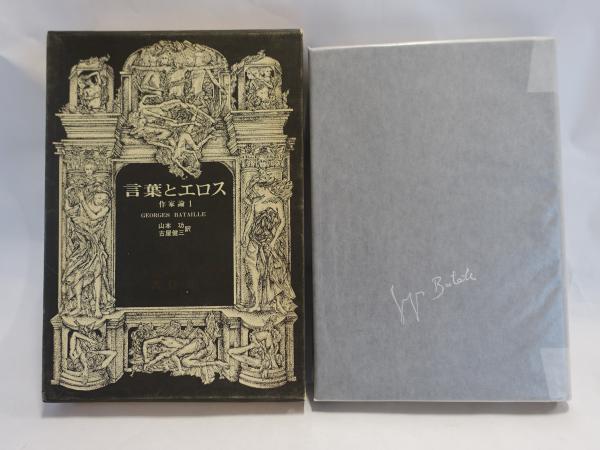 言葉とエロス
作家論 1
GEORGES BATAILLE
山本 功
古屋健三 訳
Bataille